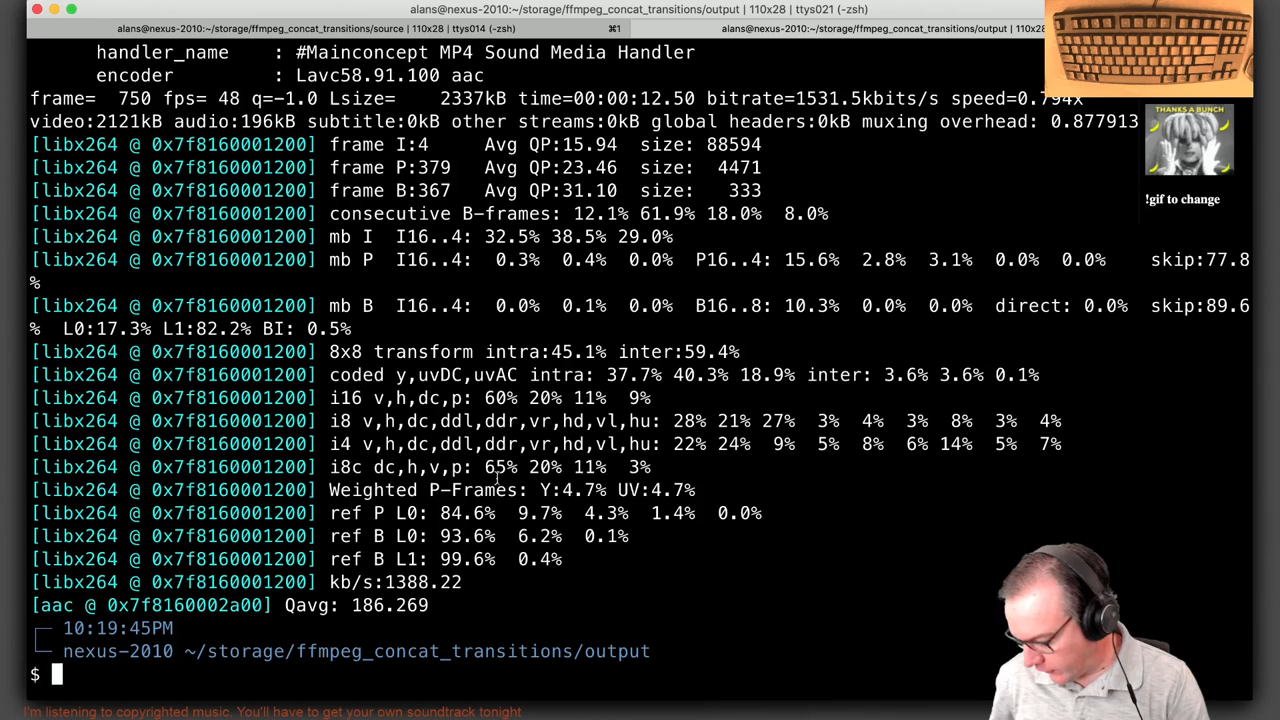 alans@nexus-2010:~/storage/ffmpeg_concat_transitions/output | 110x28 | ttys021 (-zsh)
alans@nexus-2010:~/storage/ffmpeg_concat_transitions/source | 110x28 | ttys014 (-zsh) ⌘1 alans@nexus-2010:~/storage/ffmpeg_concat_transitions/output | 110x28
handler_name : #Mainconcept MP4 Sound Media Handler
encoder : Lavc58.91.100 aac
frame= 750 fps= 48 q=-1.0 Lsize= 2337kB time=00:00:12.50 bitrate=1531.5kbits/s speed=0.794x
video:2121kB audio:196kB subtitle:0kB other streams:0kB global headers:0kB muxing overhead: 0.877913
THANKS A BUNCH
!gif to change
[libx264 @ 0x7f8160001200] frame I:4 Avg QP:15.94 size: 88594
[libx264 @ 0x7f8160001200] frame P:379 Avg QP:23.46 size: 4471
[libx264 @ 0x7f8160001200] frame B:367 Avg QP:31.10 size: 333
[libx264 @ 0x7f8160001200] consecutive B-frames: 12.1% 61.9% 18.0% 8.0%
[libx264 @ 0x7f8160001200] mb I I16..4: 32.5% 38.5% 29.0%
[libx264 @ 0x7f8160001200] mb P I16..4: 0.3% 0.4% 0.0% P16..4: 15.6% 2.8% 3.1% 0.0% 0.0% skip:77.8
%
[libx264 @ 0x7f8160001200] mb B I16..4: 0.0% 0.1% 0.0% B16..8: 10.3% 0.0% 0.0% direct: 0.0% skip:89.6
% L0:17.3% L1:82.2% BI: 0.5%
[libx264 @ 0x7f8160001200] 8x8 transform intra:45.1% inter:59.4%
[libx264 @ 0x7f8160001200] coded y,uvDC,uvAC intra: 37.7% 40.3% 18.9% inter: 3.6% 3.6% 0.1%
[libx264 @ 0x7f8160001200] i16 v,h,dc,p: 60% 20% 11% 9%
[libx264 @ 0x7f8160001200] i8 v,h,dc,ddl,ddr,vr,hd,vl,hu: 28% 21% 27% 3% 4% 3% 8% 3% 4%
[libx264 @ 0x7f8160001200] i4 v,h,dc,ddl,ddr,vr,hd,vl,hu: 22% 24% 9% 5% 8% 6% 14% 5% 7%
[libx264 @ 0x7f8160001200] i8c dc,h,v,p: 65% 20% 11% 3%
[libx264 @ 0x7f8160001200] Weighted P-Frames: Y:4.7% UV:4.7%
[libx264 @ 0x7f8160001200] ref P L0: 84.6% 9.7% 4.3% 1.4% 0.0%
[libx264 @ 0x7f8160001200] ref B L0: 93.6% 6.2% 0.1%
[libx264 @ 0x7f8160001200] ref B L1: 99.6% 0.4%
[libx264 @ 0x7f8160001200] kb/s:1388.22
[aac @ 0x7f8160002a00] Qavg: 186.269
10:19:45PM
nexus-2010 ~/storage/ffmpeg_concat_transitions/output
$
I'm listening to copyrighted music. You'll have to get your own soundtrack tonight